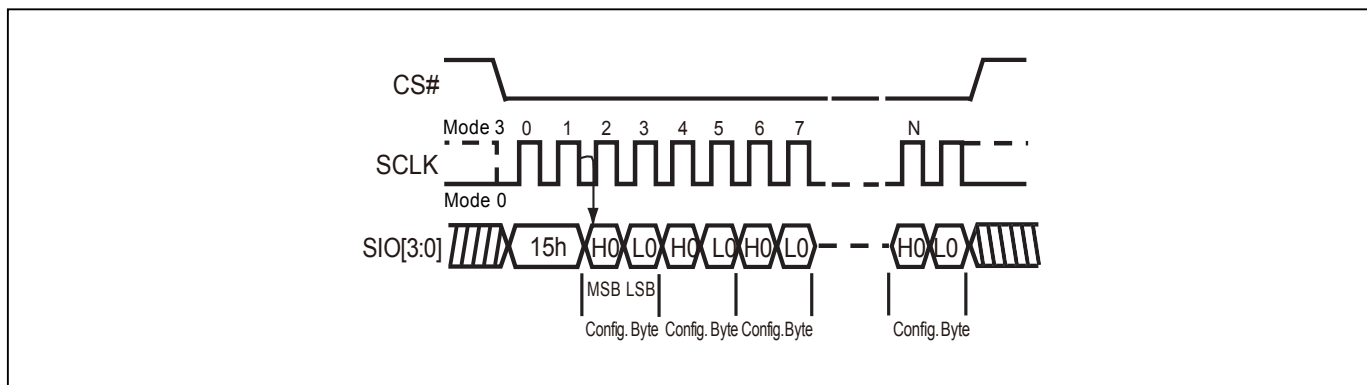 CS#
Mode 3 0 1 2 3 4 5 6 7 N
SCLK
Mode 0
SIO[3:0] 15h H0 L0 H0 L0 H0 L0 H0 L0
MSB LSB
Config. Byte Config. Byte Config.Byte Config. Byte